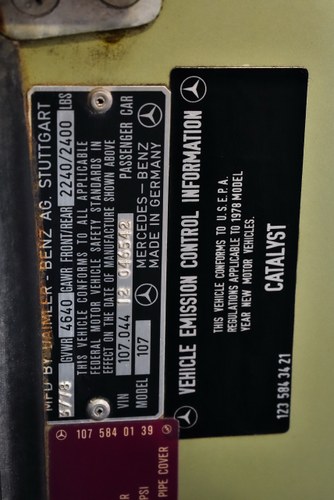 MFD BY DAIMLER-BENZ AG. STUTTGART
3/78 GVWR 4640 GAWR FRONT/REAR 2240/2400 LBS
THIS VEHICLE CONFORMS TO ALL APPLICABLE
FEDERAL MOTOR VEHICLE SAFETY STANDARDS IN
EFFECT ON THE DATE OF MANUFACTURE SHOWN ABOVE
VIN 107.044 12 046542 PASSENGER CAR
MODEL 107 MERCEDES-BENZ
MADE IN GERMANY
VEHICLE EMISSION CONTROL INFORMATION
THIS VEHICLE CONFORMS TO U.S.E.P.A.
REGULATIONS APPLICABLE TO 1978 MODEL
YEAR NEW MOTOR VEHICLES.
CATALYST
123 584 34 21
107 584 01 39
PSI
PIPE COVER